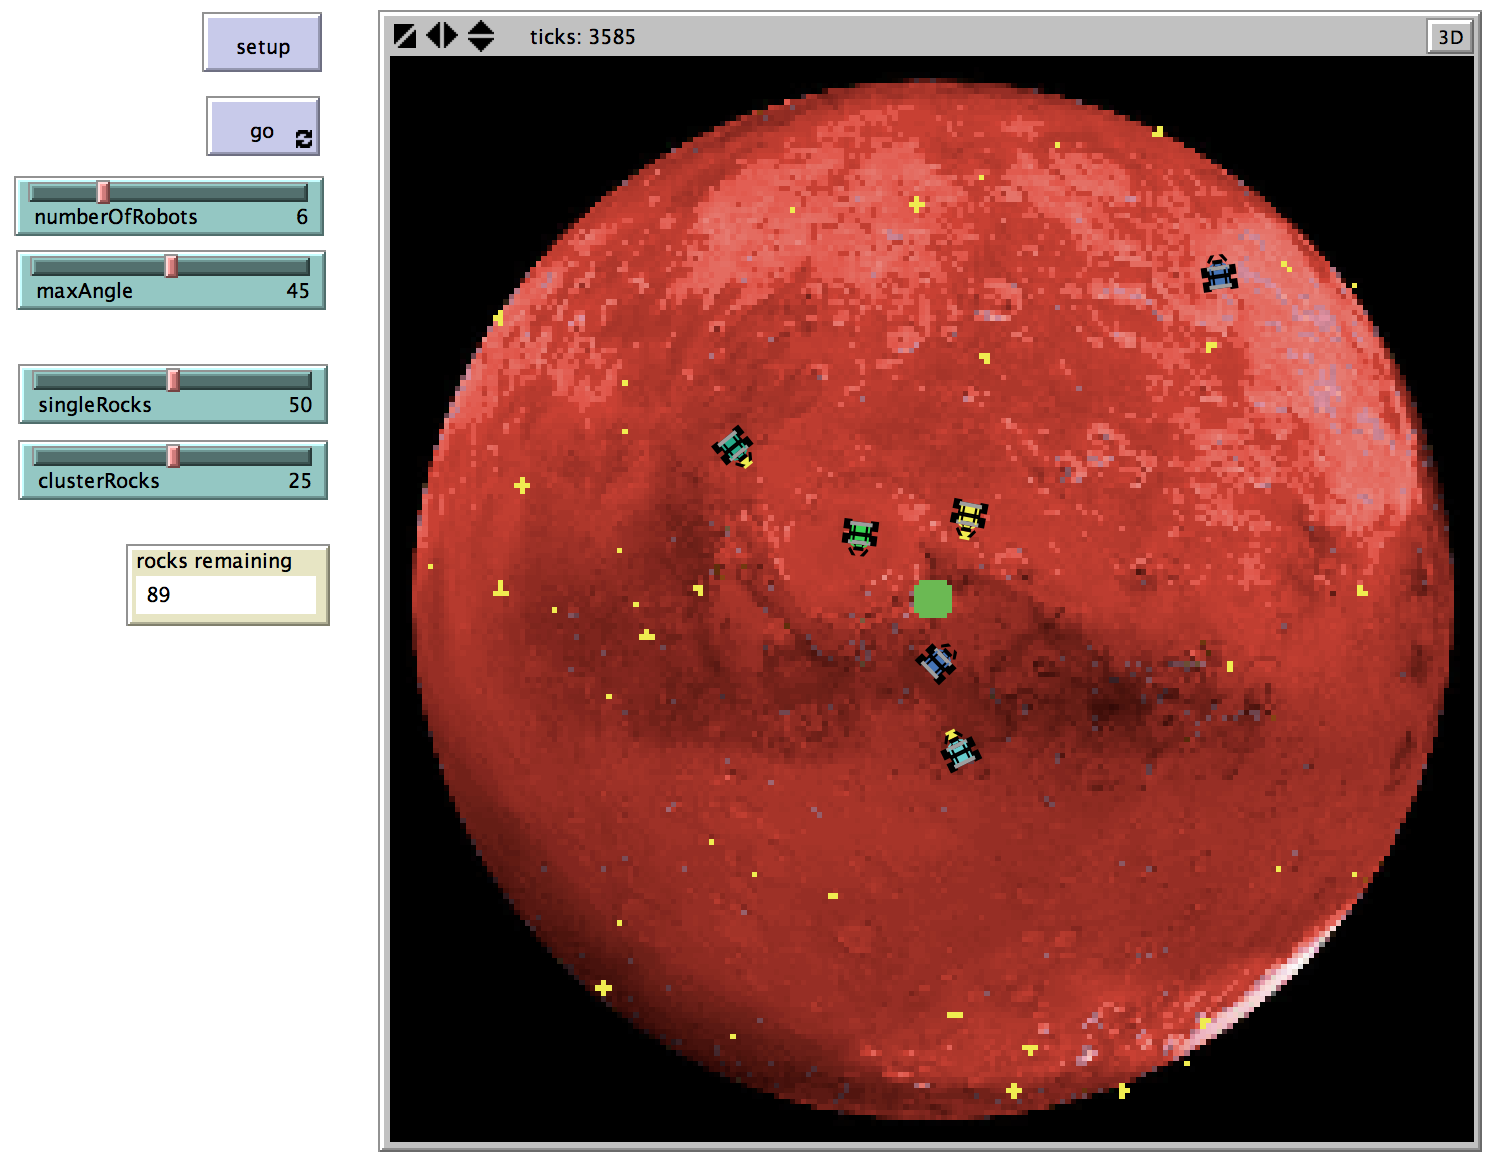 setup
go
numberOfRobots 6
maxAngle 45
singleRocks 50
clusterRocks 25
rocks remaining
89
ticks: 3585
3D